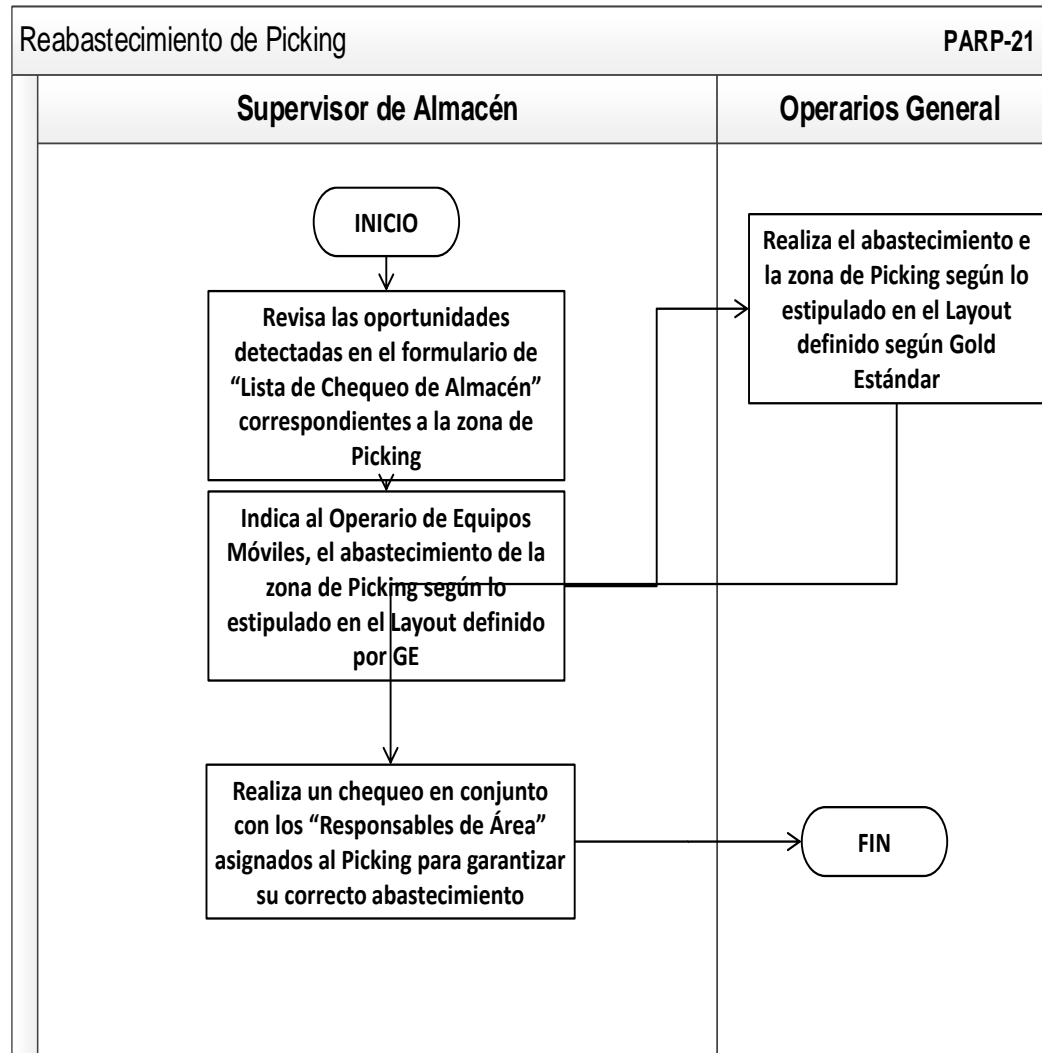 Reabastecimiento de Picking
PARP-21
Supervisor de Almacén
Operarios General
INICIO
Revisa las oportunidades
detectadas en el formulario de
“Lista de Chequeo de Almacén”
correspondientes a la zona de
Picking
Indica al Operario de Equipos
Móviles, el abastecimiento de la
zona de Picking según lo
estipulado en el Layout definido
por GE
Realiza el abastecimiento e
la zona de Picking según lo
estipulado en el Layout
definido según Gold
Estándar
Realiza un chequeo en conjunto
con los “Responsables de Área”
asignados al Picking para garantizar
su correcto abastecimiento
FIN